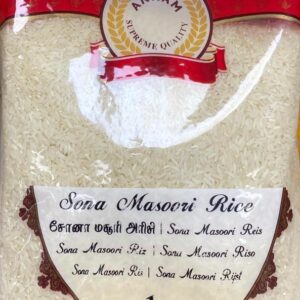 ANNAM
SUPREME QUALITY
Sona Masoori Rice
சோனா மசூரி அரிசி | Sona Masoori Reis
Sona Masoori Riz | Sona Masoori Riso
Sona Masoori Ris | Sona Masoori Rijst